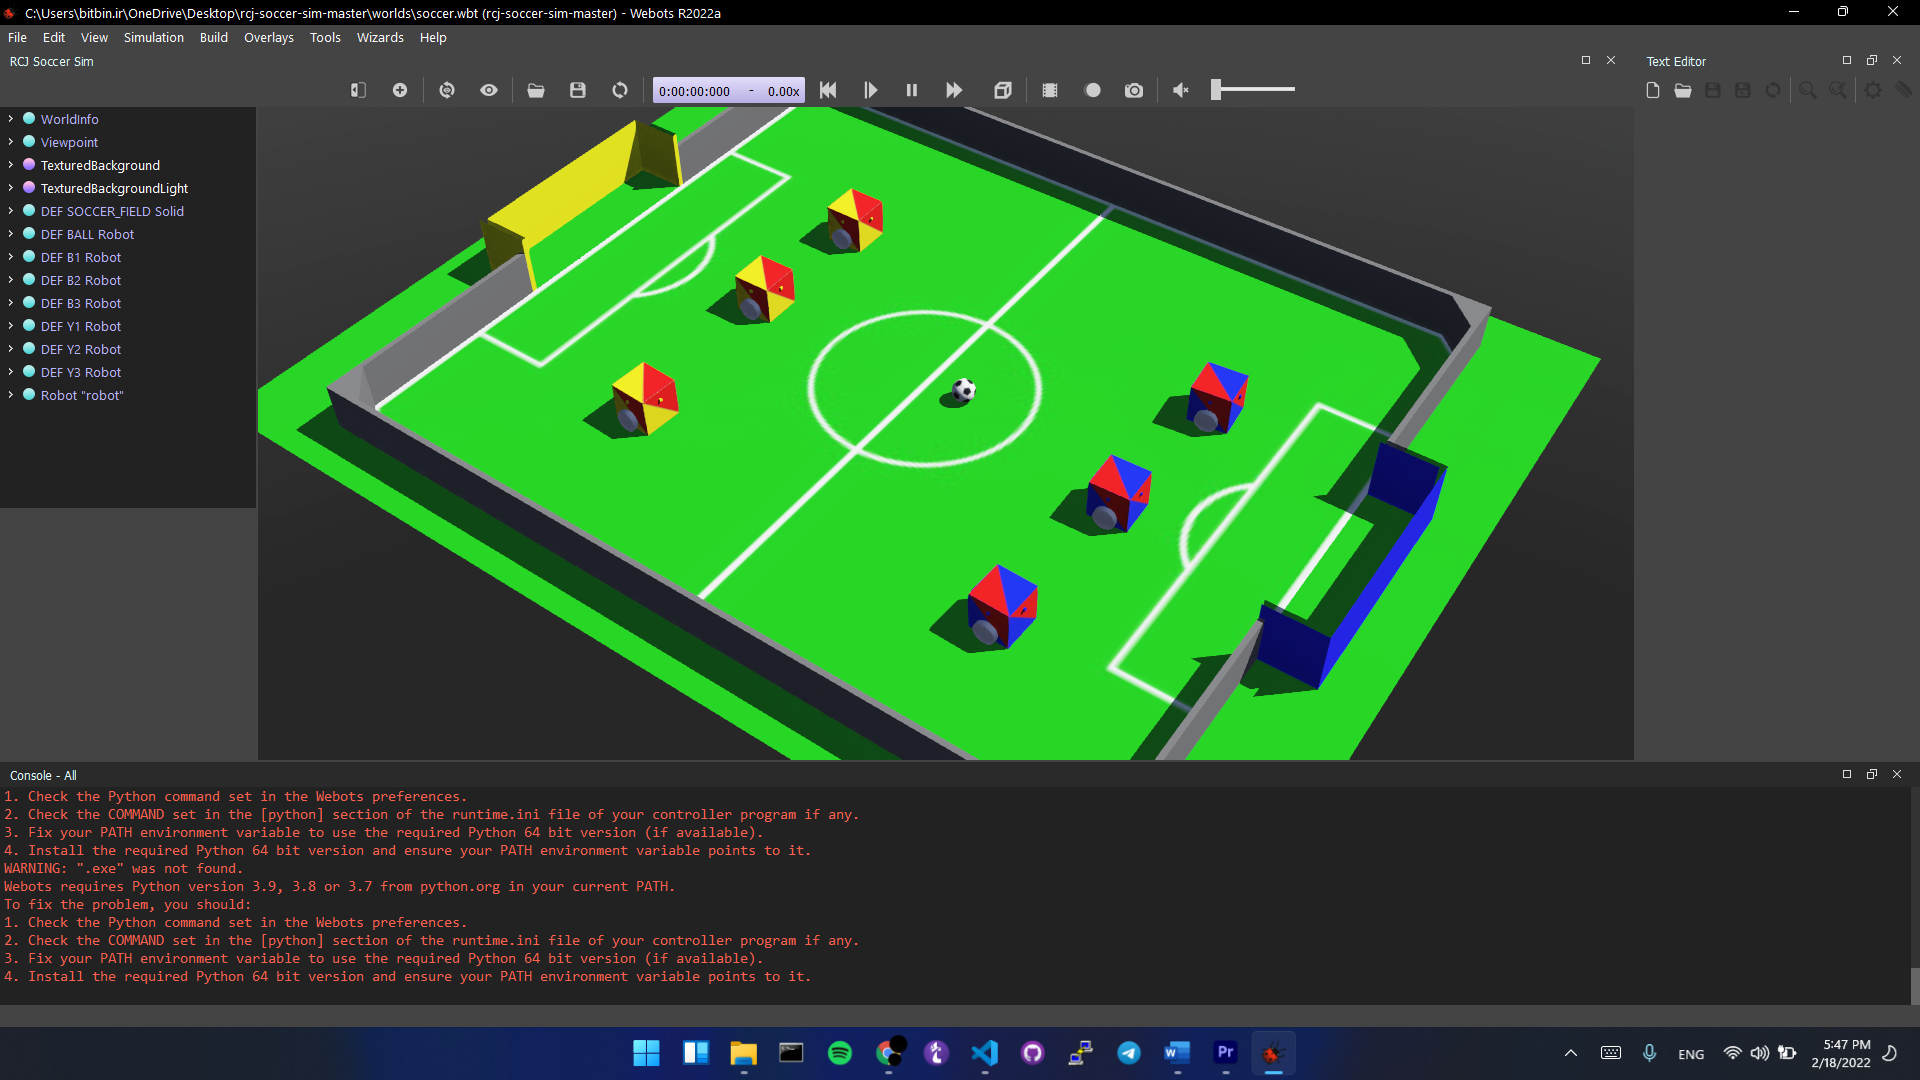 C:\Users\bitbin.ir\OneDrive\Desktop\rcj-soccer-sim-master\worlds\soccer.wbt (rcj-soccer-sim-master) - Webots R2022a
File Edit View Simulation Build Overlays Tools Wizards Help
RCJ Soccer Sim
Text Editor
0:00:00:000 - 0.00x
WorldInfo
Viewpoint
TexturedBackground
TexturedBackgroundLight
DEF SOCCER_FIELD Solid
DEF BALL Robot
DEF B1 Robot
DEF B2 Robot
DEF B3 Robot
DEF Y1 Robot
DEF Y2 Robot
DEF Y3 Robot
Robot "robot"
Console - All
1. Check the Python command set in the Webots preferences.
2. Check the COMMAND set in the [python] section of the runtime.ini file of your controller program if any.
3. Fix your PATH environment variable to use the required Python 64 bit version (if available).
4. Install the required Python 64 bit version and ensure your PATH environment variable points to it.
WARNING: ".exe" was not found.
Webots requires Python version 3.9, 3.8 or 3.7 from python.org in your current PATH.
To fix the problem, you should:
1. Check the Python command set in the Webots preferences.
2. Check the COMMAND set in the [python] section of the runtime.ini file of your controller program if any.
3. Fix your PATH environment variable to use the required Python 64 bit version (if available).
4. Install the required Python 64 bit version and ensure your PATH environment variable points to it.
Pr
ENG
5:47 PM
2/18/2022